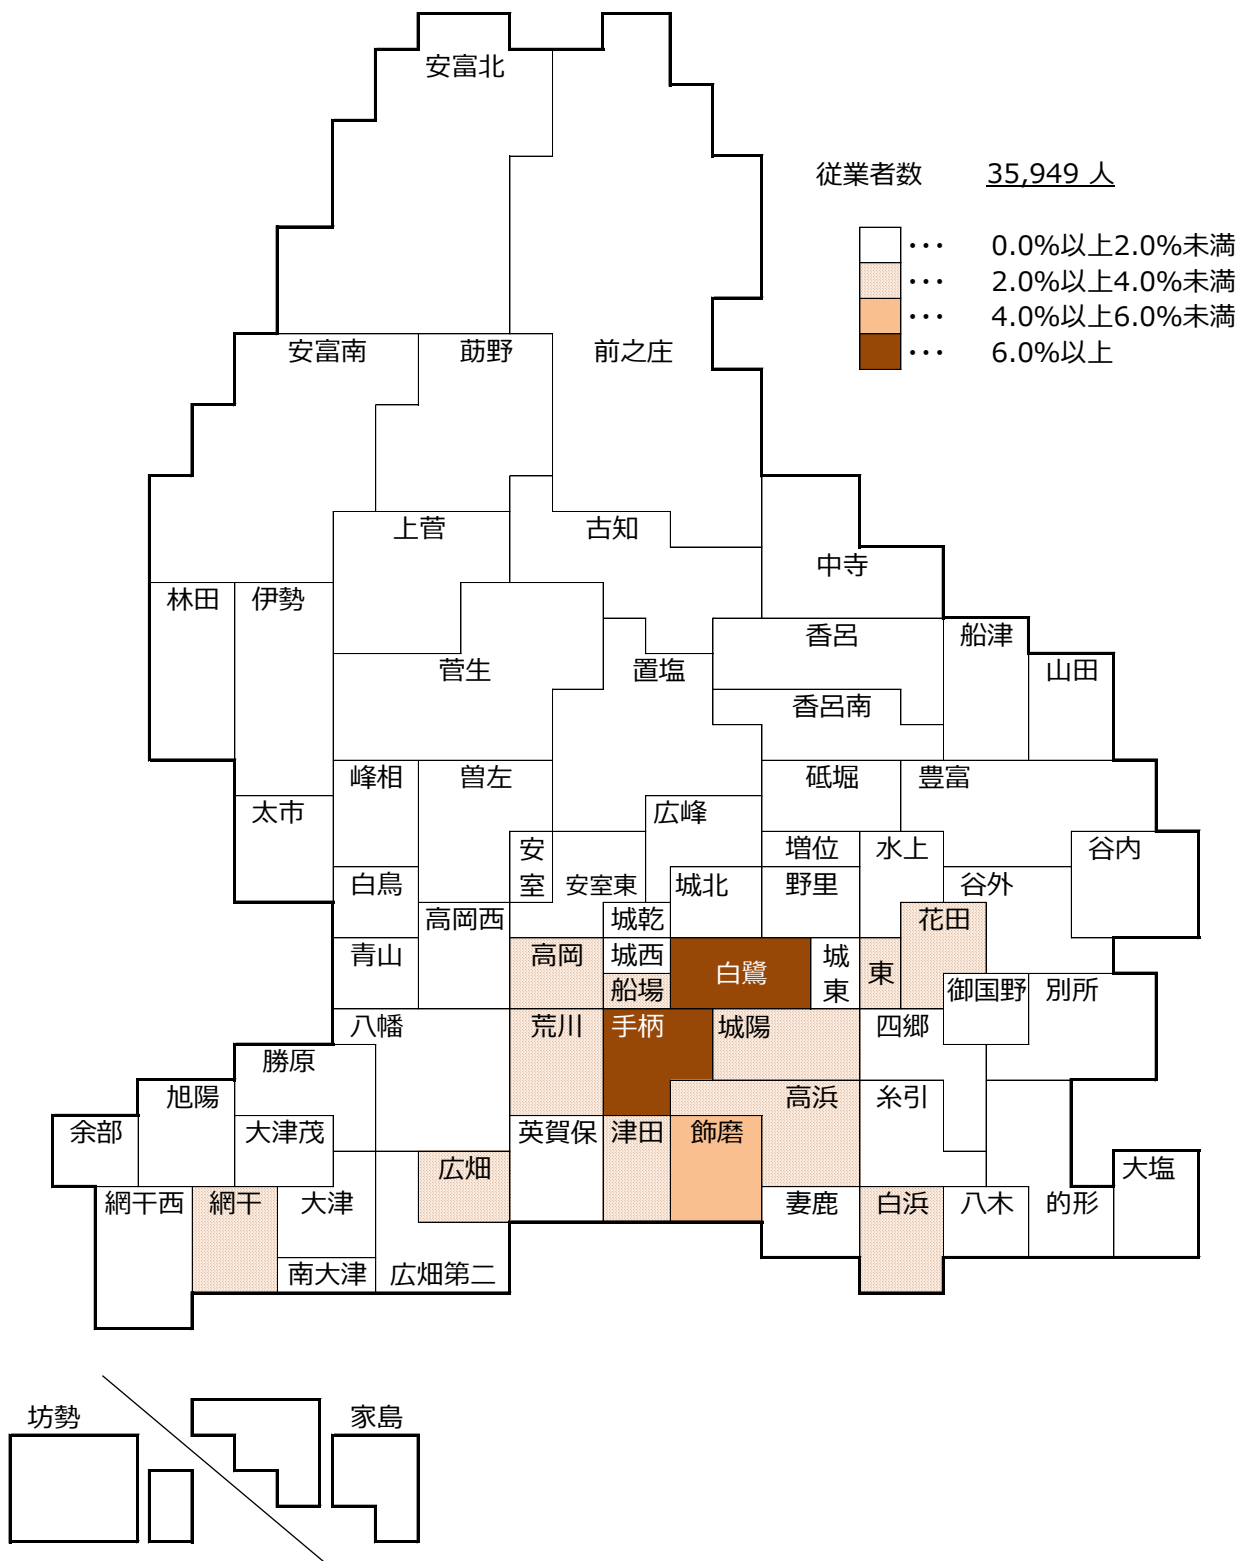 安富北
従業者数 35,949 人
・・・ 0.0%以上2.0%未満
・・・ 2.0%以上4.0%未満
・・・ 4.0%以上6.0%未満
・・・ 6.0%以上
安富南 莇野 前之庄
上菅 古知
中寺
林田 伊勢
香呂 船津
菅生 置塩 山田
香呂南
峰相 曽左 砥堀 豊富
太市 広峰
安室 安室東 増位 水上 谷内
白鳥 城北 野里 谷外
高岡西 城乾 花田
青山 高岡 城西 白鷺 城東 東
船場 御国野 別所
八幡 荒川 手柄 城陽 四郷
勝原
旭陽 高浜 糸引
余部 大津茂 英賀保 津田 飾磨
広畑 大塩
網干西 網干 大津 妻鹿 白浜 八木 的形
南大津 広畑第二
坊勢 家島